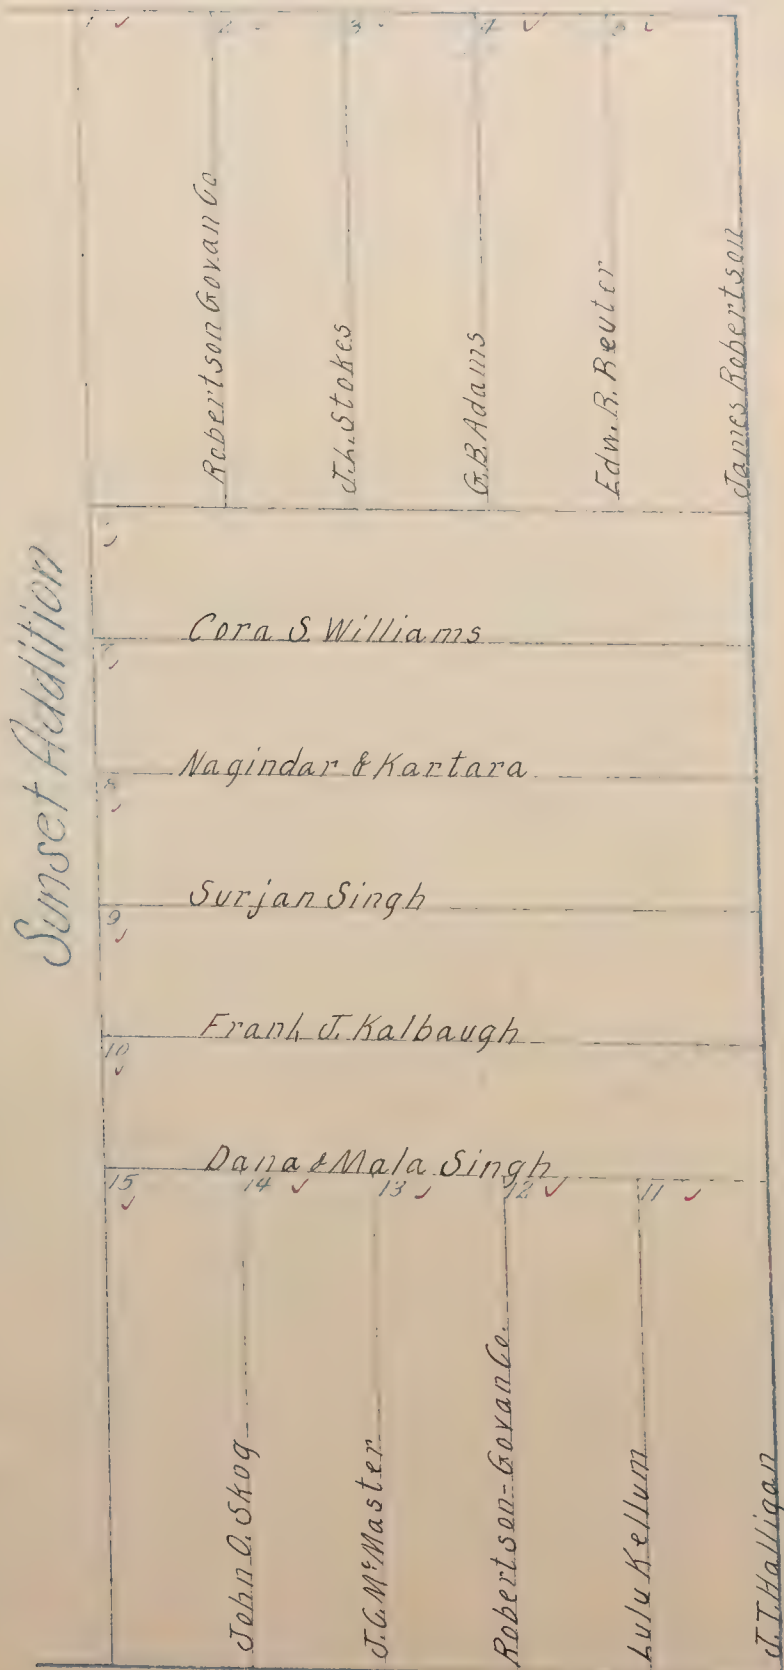 1 2 3 4 5
Robertson Govan Co
J.L. Stokes
G.B. Adams
Edw. R. Reuter
James Robertson
Sunset Addition
Cora S. Williams
7
Nagindar & Kartara
8
Surjan Singh
9
Frank J. Kalbaugh
10
Dana & Mala Singh
15 14 13 12 11
John O. Skog
J.C. McMaster
Robertson-Govan Co.
Lulu Kellum
J.T. Halligan